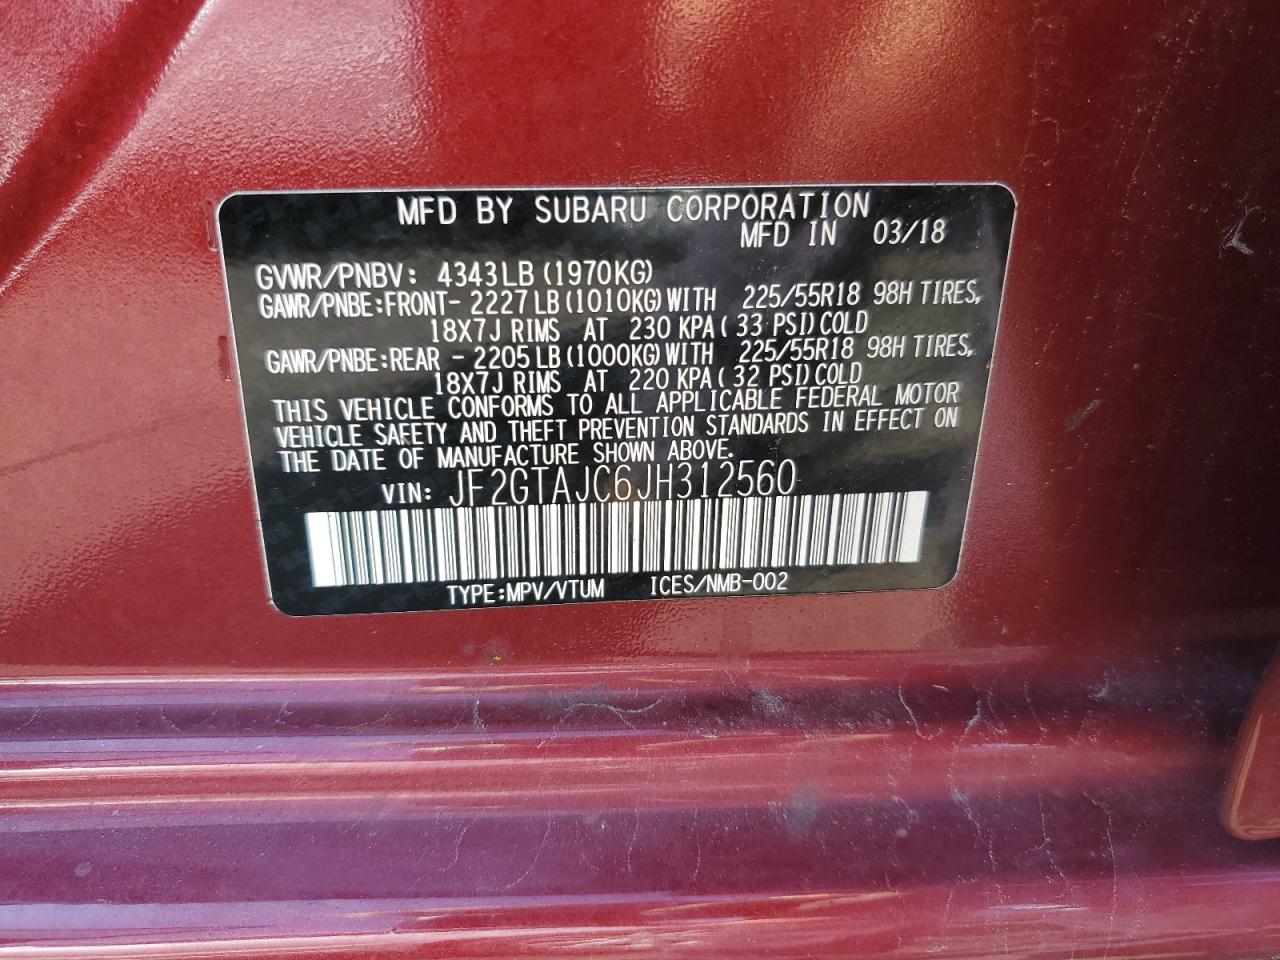 MFD BY SUBARU CORPORATION
MFD IN 03/18
GVWR/PNBV: 4343LB (1970KG)
GAWR/PNBE:FRONT- 2227LB (1010KG) WITH 225/55R18 98H TIRES,
18X7J RIMS AT 230 KPA( 33 PSI) COLD
GAWR/PNBE:REAR - 2205LB (1000KG) WITH 225/55R18 98H TIRES,
18X7J RIMS AT 220 KPA( 32 PSI) COLD
THIS VEHICLE CONFORMS TO ALL APPLICABLE FEDERAL MOTOR
VEHICLE SAFETY AND THEFT PREVENTION STANDARDS IN EFFECT ON
THE DATE OF MANUFACTURE SHOWN ABOVE.
VIN: JF2GTAJC6JH312560
TYPE:MPV/VTUM ICES/NMB-002